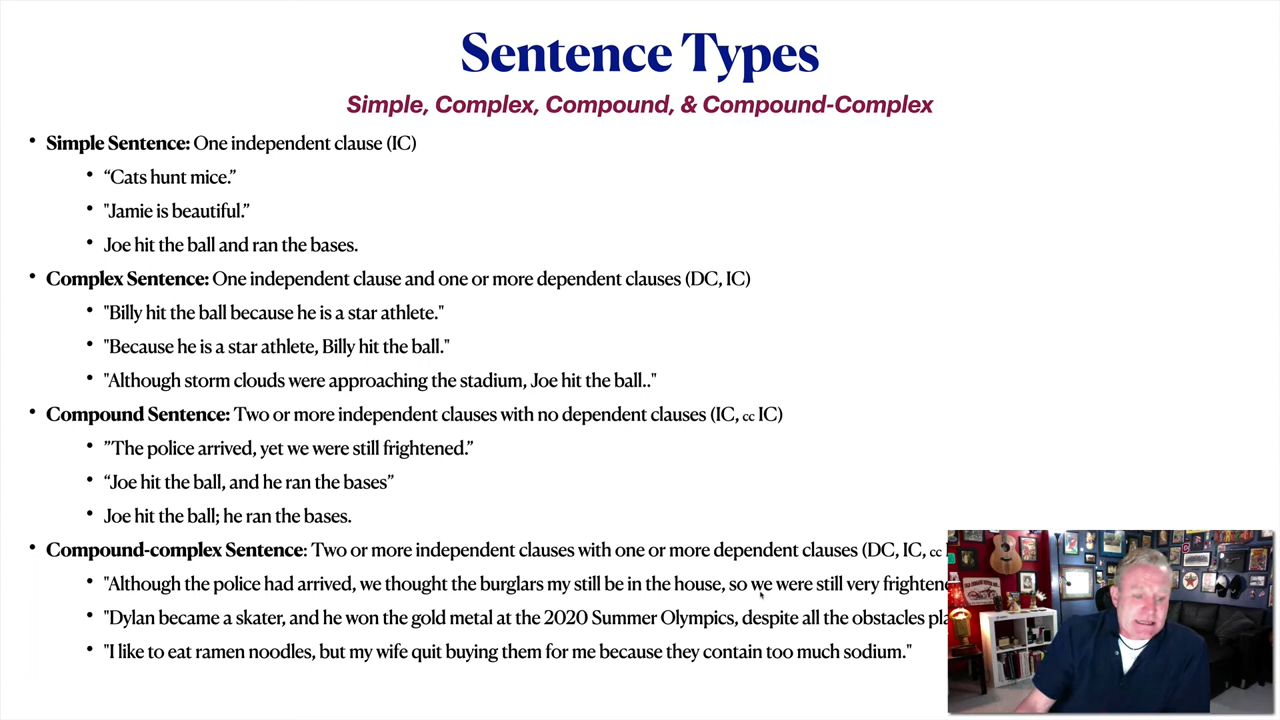 Sentence Types
Simple, Complex, Compound, & Compound-Complex
• Simple Sentence: One independent clause (IC)
• “Cats hunt mice.”
• "Jamie is beautiful.”
• Joe hit the ball and ran the bases.
• Complex Sentence: One independent clause and one or more dependent clauses (DC, IC)
• "Billy hit the ball because he is a star athlete."
• "Because he is a star athlete, Billy hit the ball."
• "Although storm clouds were approaching the stadium, Joe hit the ball.."
• Compound Sentence: Two or more independent clauses with no dependent clauses (IC, cc IC)
• ”The police arrived, yet we were still frightened.”
• “Joe hit the ball, and he ran the bases”
• Joe hit the ball; he ran the bases.
• Compound-complex Sentence: Two or more independent clauses with one or more dependent clauses (DC, IC, cc
• "Although the police had arrived, we thought the burglars my still be in the house, so we were still very frightene
• "Dylan became a skater, and he won the gold metal at the 2020 Summer Olympics, despite all the obstacles pla
• "I like to eat ramen noodles, but my wife quit buying them for me because they contain too much sodium."